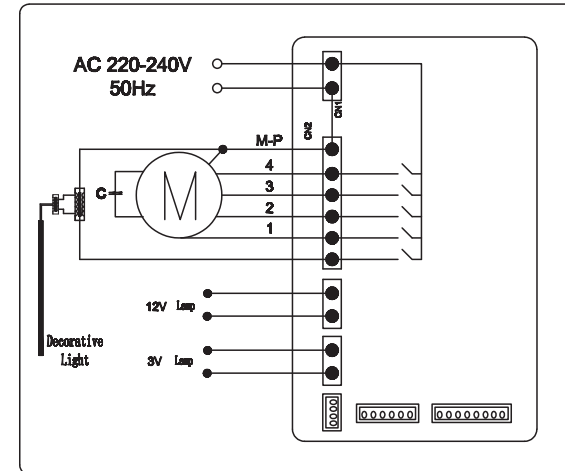 AC 220-240V
50Hz
CN1
CN2
M-P
4
3
2
1
C
M
12V Lamp
Decorative
Light
3V Lamp